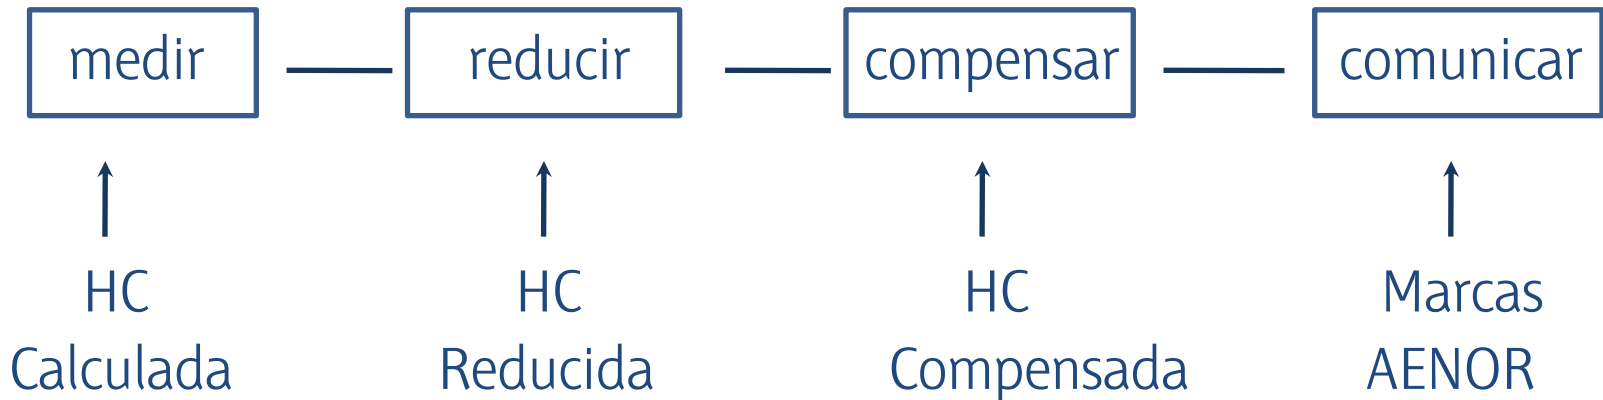 medir
reducir
compensar
comunicar
HC
Calculada
HC
Reducida
HC
Compensada
Marcas
AENOR